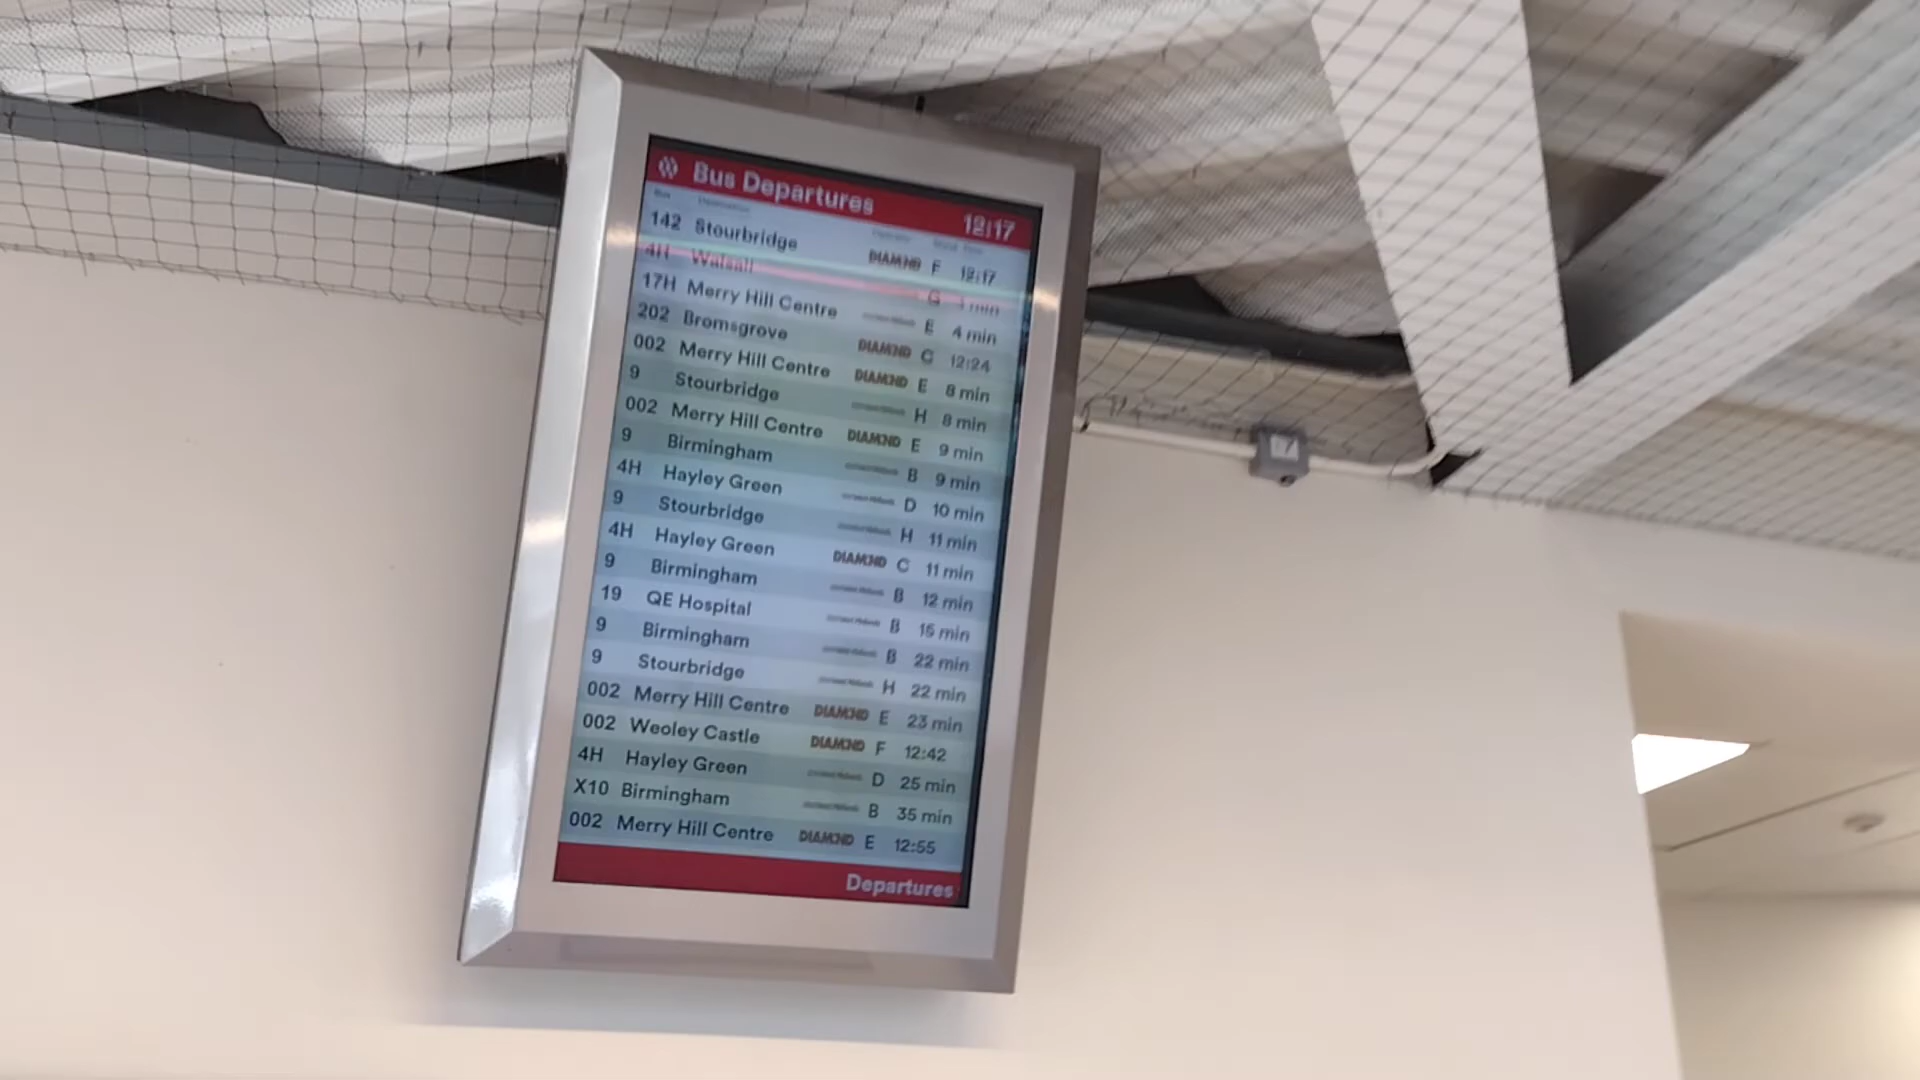 Bus Departures 12:17
142 Stourbridge DIAMOND F 12:17
4H Walsall G min
17H Merry Hill Centre E 4 min
202 Bromsgrove DIAMOND C 12:24
002 Merry Hill Centre DIAMOND E 8 min
9 Stourbridge H 8 min
002 Merry Hill Centre DIAMOND E 9 min
9 Birmingham B 9 min
4H Hayley Green D 10 min
9 Stourbridge H 11 min
4H Hayley Green DIAMOND C 11 min
9 Birmingham B 12 min
19 QE Hospital B 15 min
9 Birmingham B 22 min
9 Stourbridge H 22 min
002 Merry Hill Centre DIAMOND E 23 min
002 Weoley Castle DIAMOND F 12:42
4H Hayley Green D 25 min
X10 Birmingham B 35 min
002 Merry Hill Centre DIAMOND E 12:55
Departures